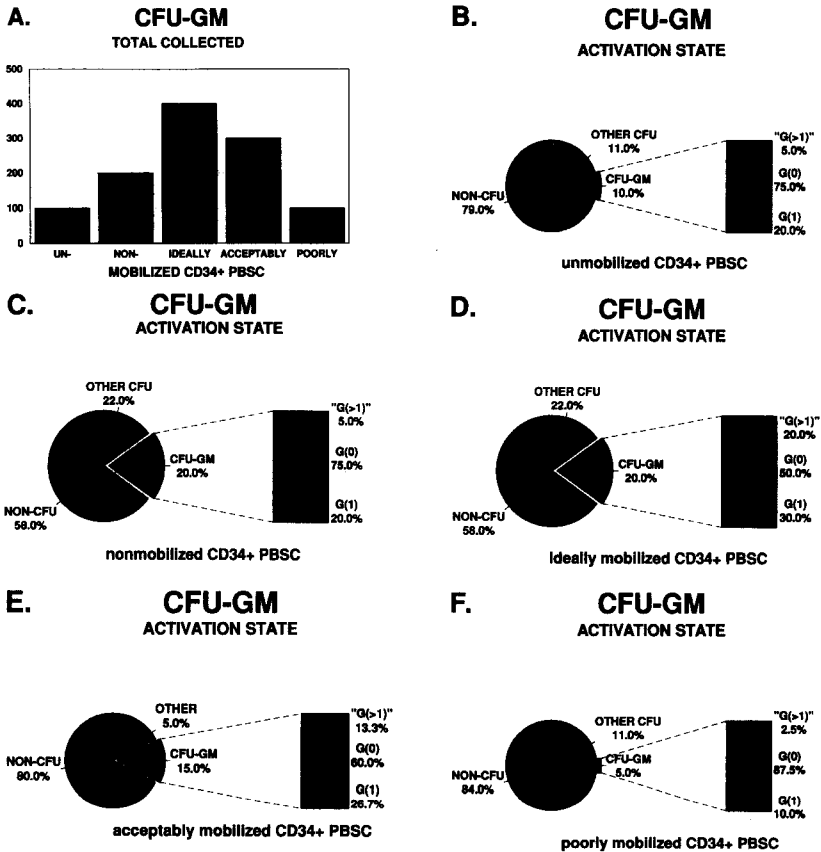 A.
CFU-GM
TOTAL COLLECTED
500
400
300
200
100
0
UN-
NON-
IDEALLY
ACCEPTABLY
POORLY
MOBILIZED CD34+ PBSC
B.
CFU-GM
ACTIVATION STATE
OTHER CFU
11.0%
NON-CFU
79.0%
CFU-GM
10.0%
"G(>1)"
5.0%
G(0)
75.0%
G(1)
20.0%
unmobilized CD34+ PBSC
C.
CFU-GM
ACTIVATION STATE
OTHER CFU
22.0%
CFU-GM
20.0%
NON-CFU
58.0%
"G(>1)"
5.0%
G(0)
75.0%
G(1)
20.0%
nonmobilized CD34+ PBSC
D.
CFU-GM
ACTIVATION STATE
OTHER CFU
22.0%
CFU-GM
20.0%
NON-CFU
58.0%
"G(>1)"
20.0%
G(0)
50.0%
G(1)
30.0%
ideally mobilized CD34+ PBSC
E.
CFU-GM
ACTIVATION STATE
OTHER
5.0%
NON-CFU
80.0%
CFU-GM
15.0%
"G(>1)"
13.3%
G(0)
60.0%
G(1)
26.7%
acceptably mobilized CD34+ PBSC
F.
CFU-GM
ACTIVATION STATE
OTHER CFU
11.0%
CFU-GM
5.0%
NON-CFU
84.0%
"G(>1)"
2.5%
G(0)
87.5%
G(1)
10.0%
poorly mobilized CD34+ PBSC